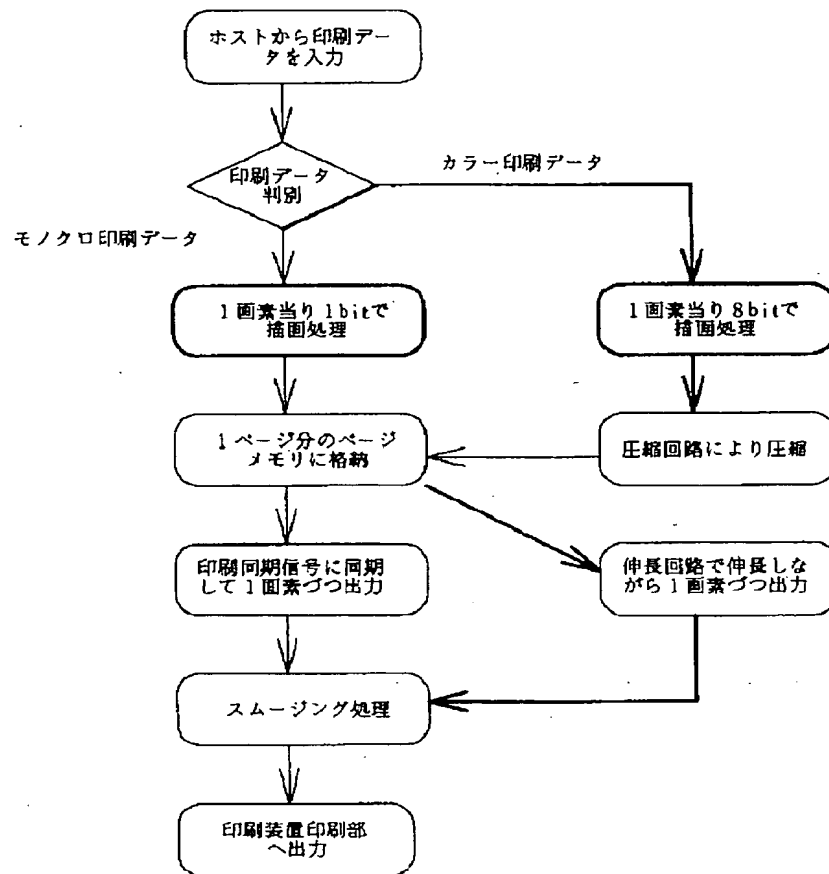 ホストから印刷デー
タを入力
印刷データ
判別
カラー印刷データ
モノクロ印刷データ
1画素当り1bitで
描画処理
1画素当り8bitで
描画処理
1ページ分のページ
メモリに格納
圧縮回路により圧縮
印刷同期信号に同期
して1画素づつ出力
伸長回路で伸長しな
がら1画素づつ出力
スムージング処理
印刷装置印刷部
へ出力